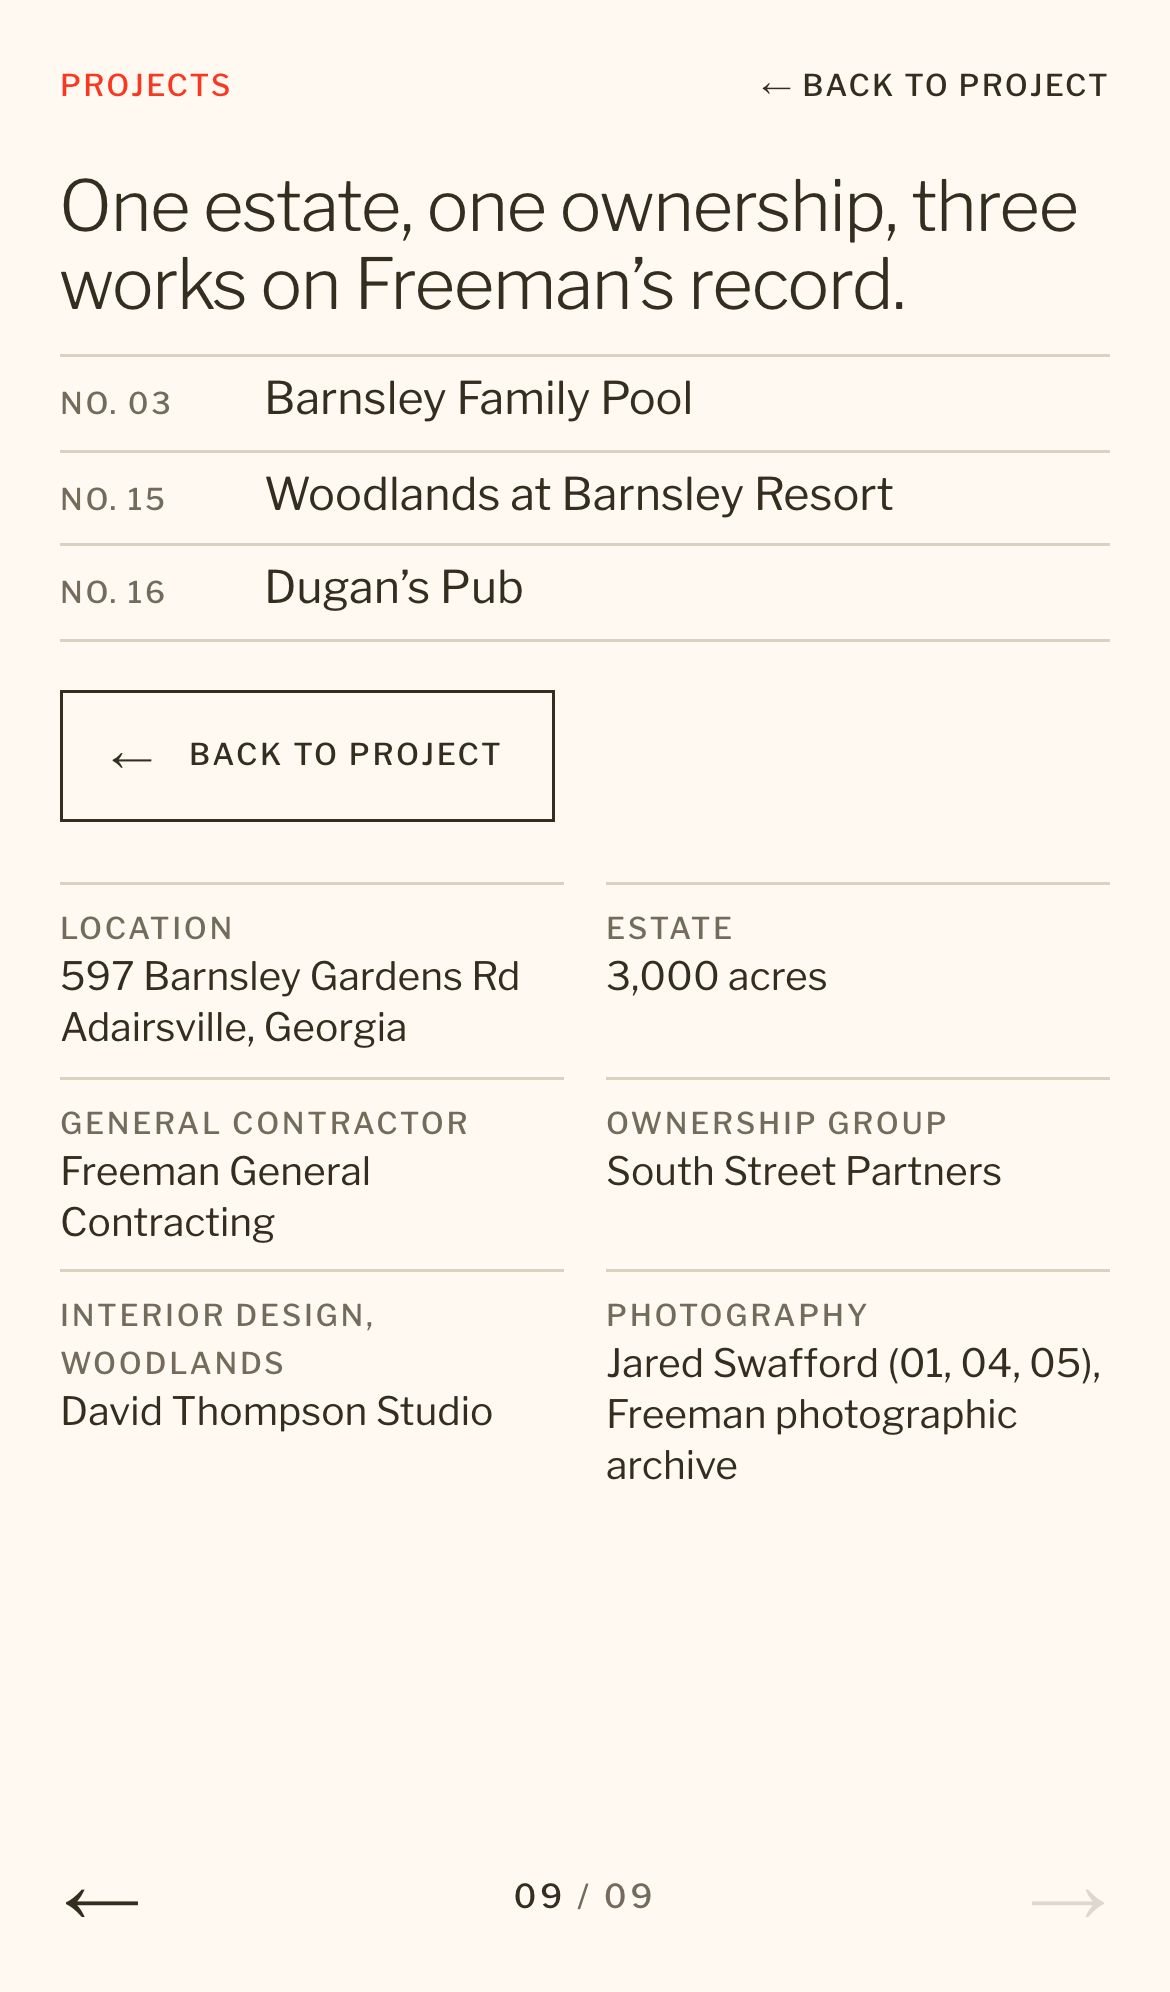 PROJECTS
← BACK TO PROJECT
One estate, one ownership, three
works on Freeman’s record.
NO. 03 Barnsley Family Pool
NO. 15 Woodlands at Barnsley Resort
NO. 16 Dugan’s Pub
← BACK TO PROJECT
LOCATION
597 Barnsley Gardens Rd
Adairsville, Georgia
ESTATE
3,000 acres
GENERAL CONTRACTOR
Freeman General
Contracting
OWNERSHIP GROUP
South Street Partners
INTERIOR DESIGN,
WOODLANDS
David Thompson Studio
PHOTOGRAPHY
Jared Swafford (01, 04, 05),
Freeman photographic
archive
← 09 / 09 →